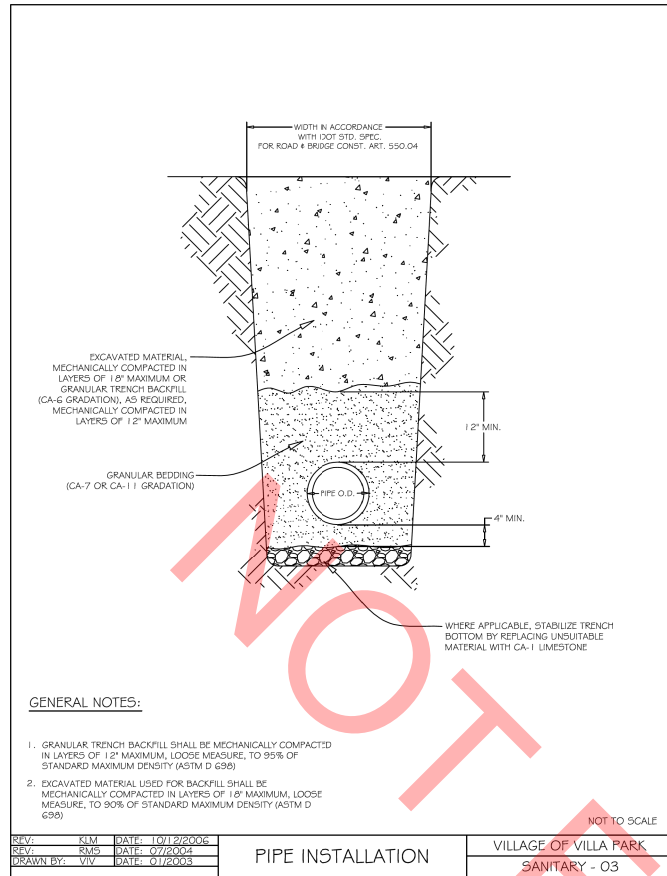 WIDTH IN ACCORDANCE
WITH IDOT STD. SPEC.
FOR ROAD & BRIDGE CONST. ART. 550.04
EXCAVATED MATERIAL,
MECHANICALLY COMPACTED IN
LAYERS OF 18" MAXIMUM OR
GRANULAR TRENCH BACKFILL
(CA-6 GRADATION), AS REQUIRED,
MECHANICALLY COMPACTED IN
LAYERS OF 12" MAXIMUM
12" MIN.
GRANULAR BEDDING
(CA-7 OR CA-11 GRADATION)
PIPE O.D.
4" MIN.
WHERE APPLICABLE, STABILIZE TRENCH
BOTTOM BY REPLACING UNSUITABLE
MATERIAL WITH CA-1 LIMESTONE
NOT
GENERAL NOTES:
1. GRANULAR TRENCH BACKFILL SHALL BE MECHANICALLY COMPACTED
IN LAYERS OF 12" MAXIMUM, LOOSE MEASURE, TO 95% OF
STANDARD MAXIMUM DENSITY (ASTM D 698)
2. EXCAVATED MATERIAL USED FOR BACKFILL SHALL BE
MECHANICALLY COMPACTED IN LAYERS OF 18" MAXIMUM, LOOSE
MEASURE, TO 90% OF STANDARD MAXIMUM DENSITY (ASTM D
698)
NOT TO SCALE
REV: KLM DATE: 10/12/2006
REV: RMS DATE: 07/2004
DRAWN BY: VIV DATE: 01/2003
PIPE INSTALLATION
VILLAGE OF VILLA PARK
SANITARY - 03